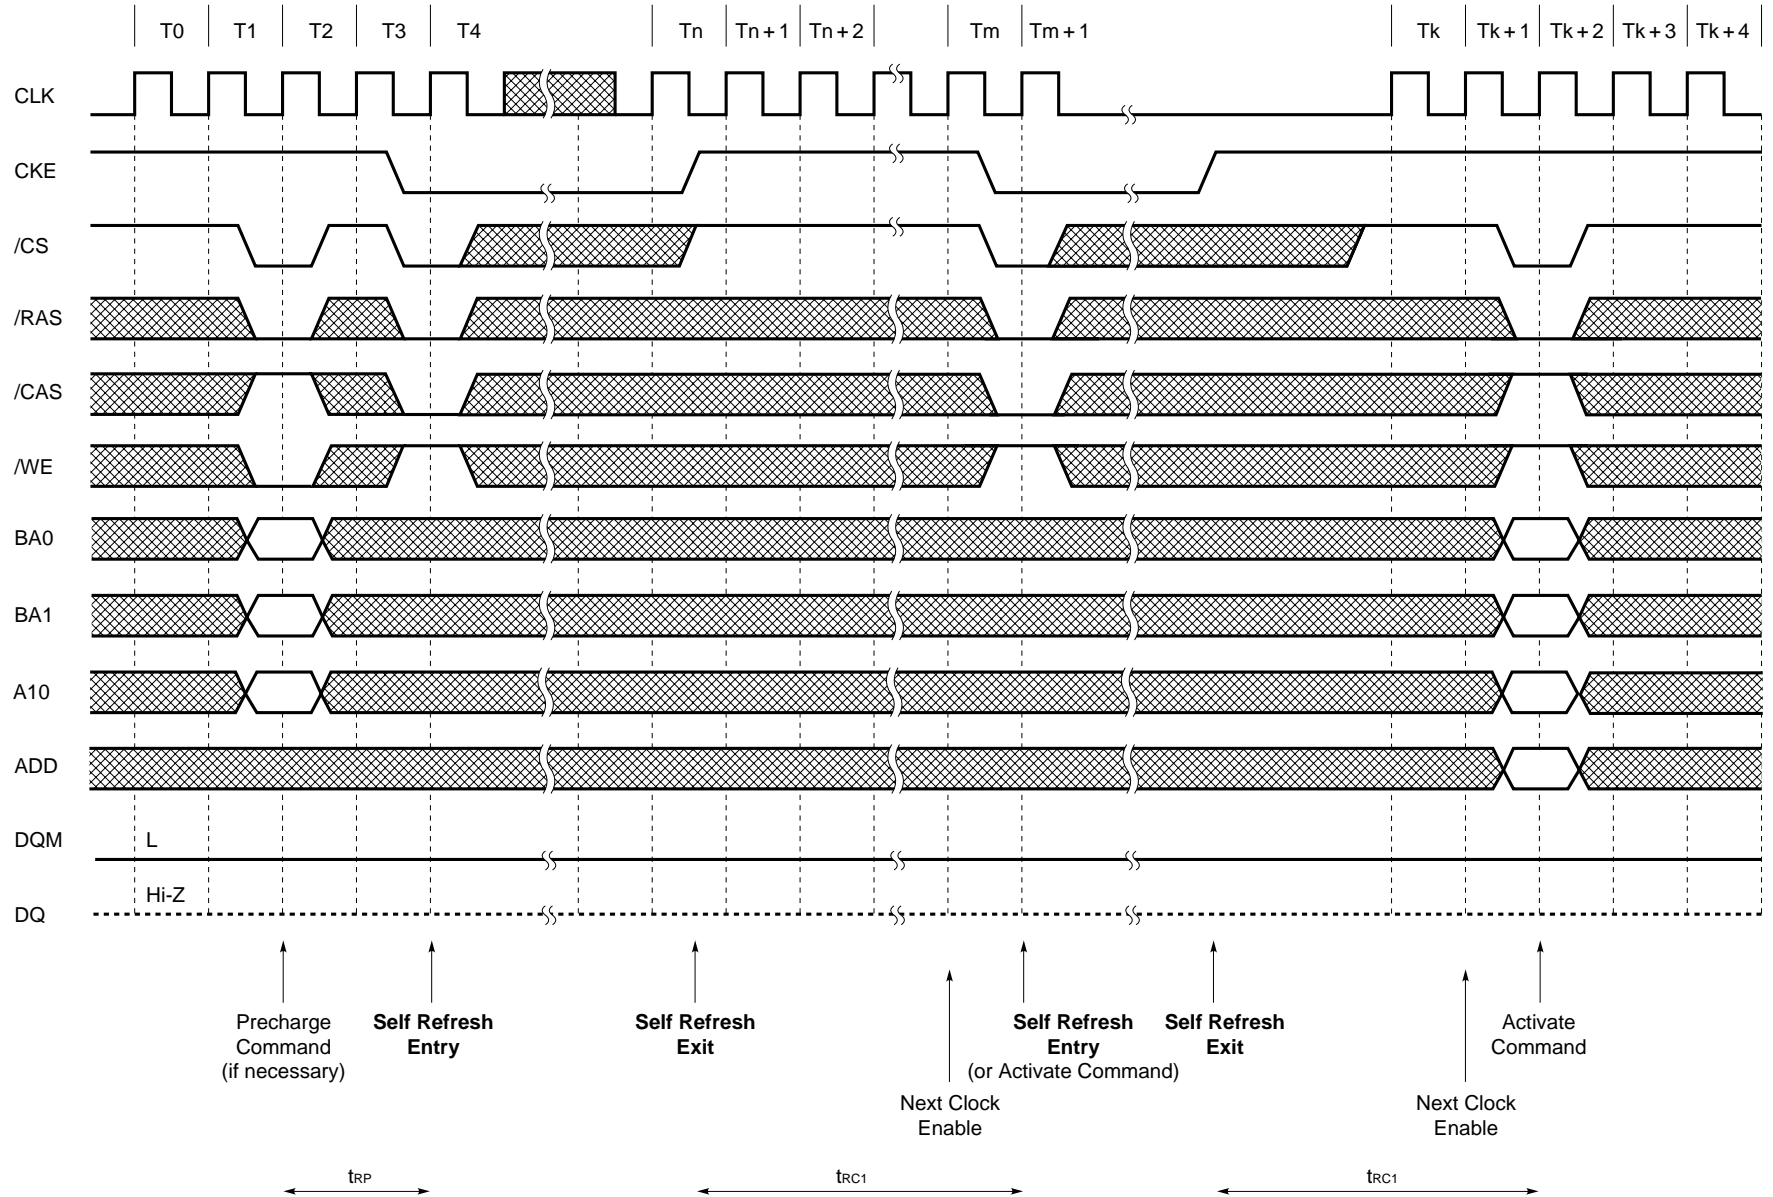 T0 T1 T2 T3 T4 Tn Tn + 1 Tn + 2 Tm Tm + 1 Tk Tk + 1 Tk + 2 Tk + 3 Tk + 4
CLK
CKE
/CS
/RAS
/CAS
/WE
BA0
BA1
A10
ADD
DQM L
Hi-Z
DQ
Precharge
Command
(if necessary)
Self Refresh
Entry
Self Refresh
Exit
Next Clock
Enable
Self Refresh
Entry
(or Activate Command)
Self Refresh
Exit
Next Clock
Enable
Activate
Command
tRP tRC1 tRC1